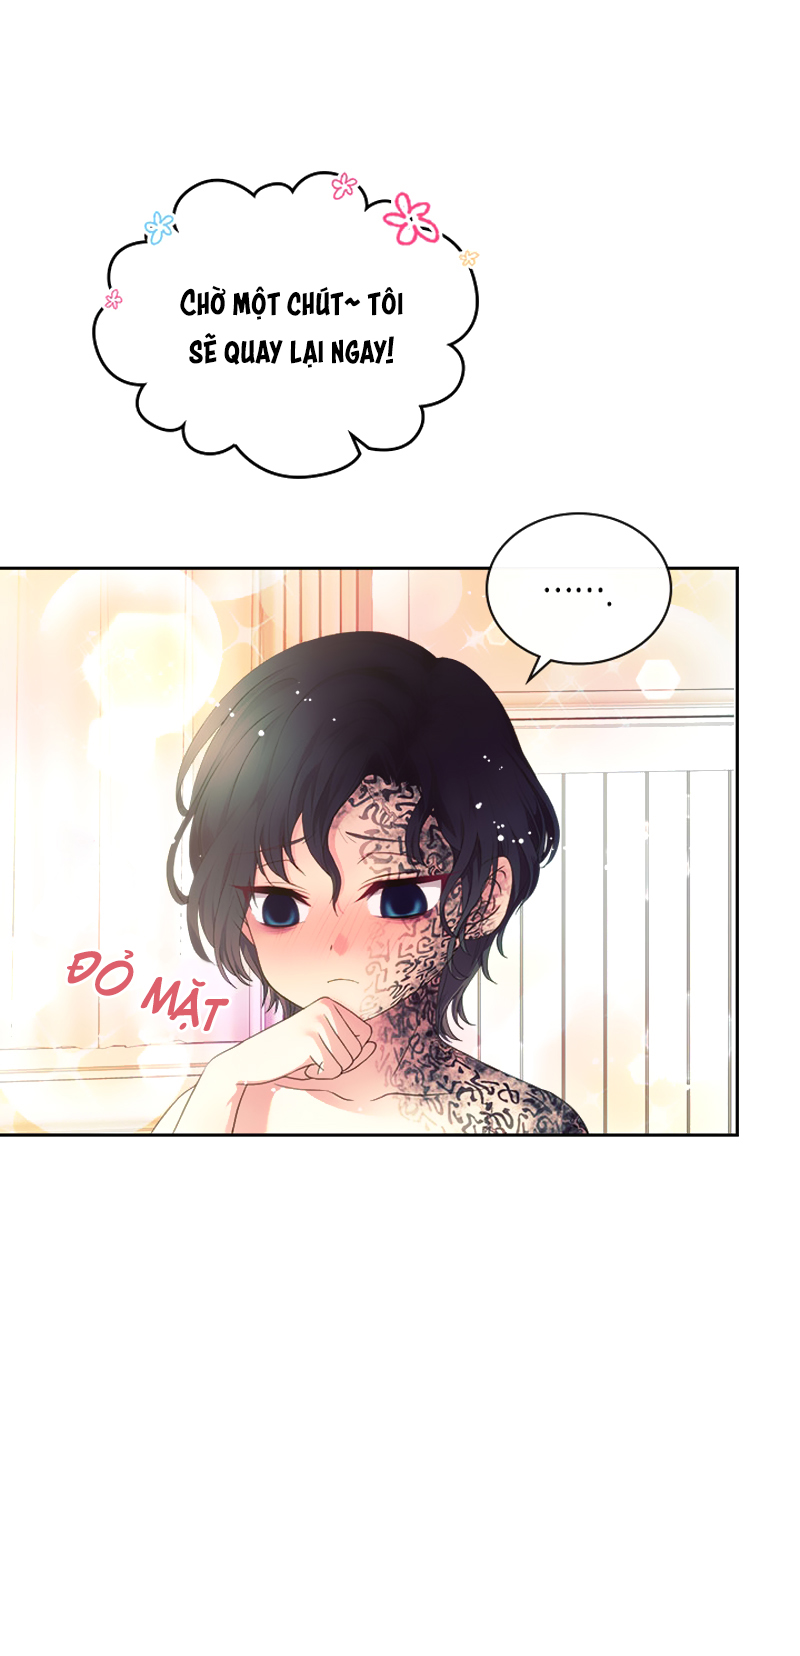 CHỜ MỘT CHÚT~ TÔI
SẼ QUAY LẠI NGAY!
.......
ĐỎ MẶT